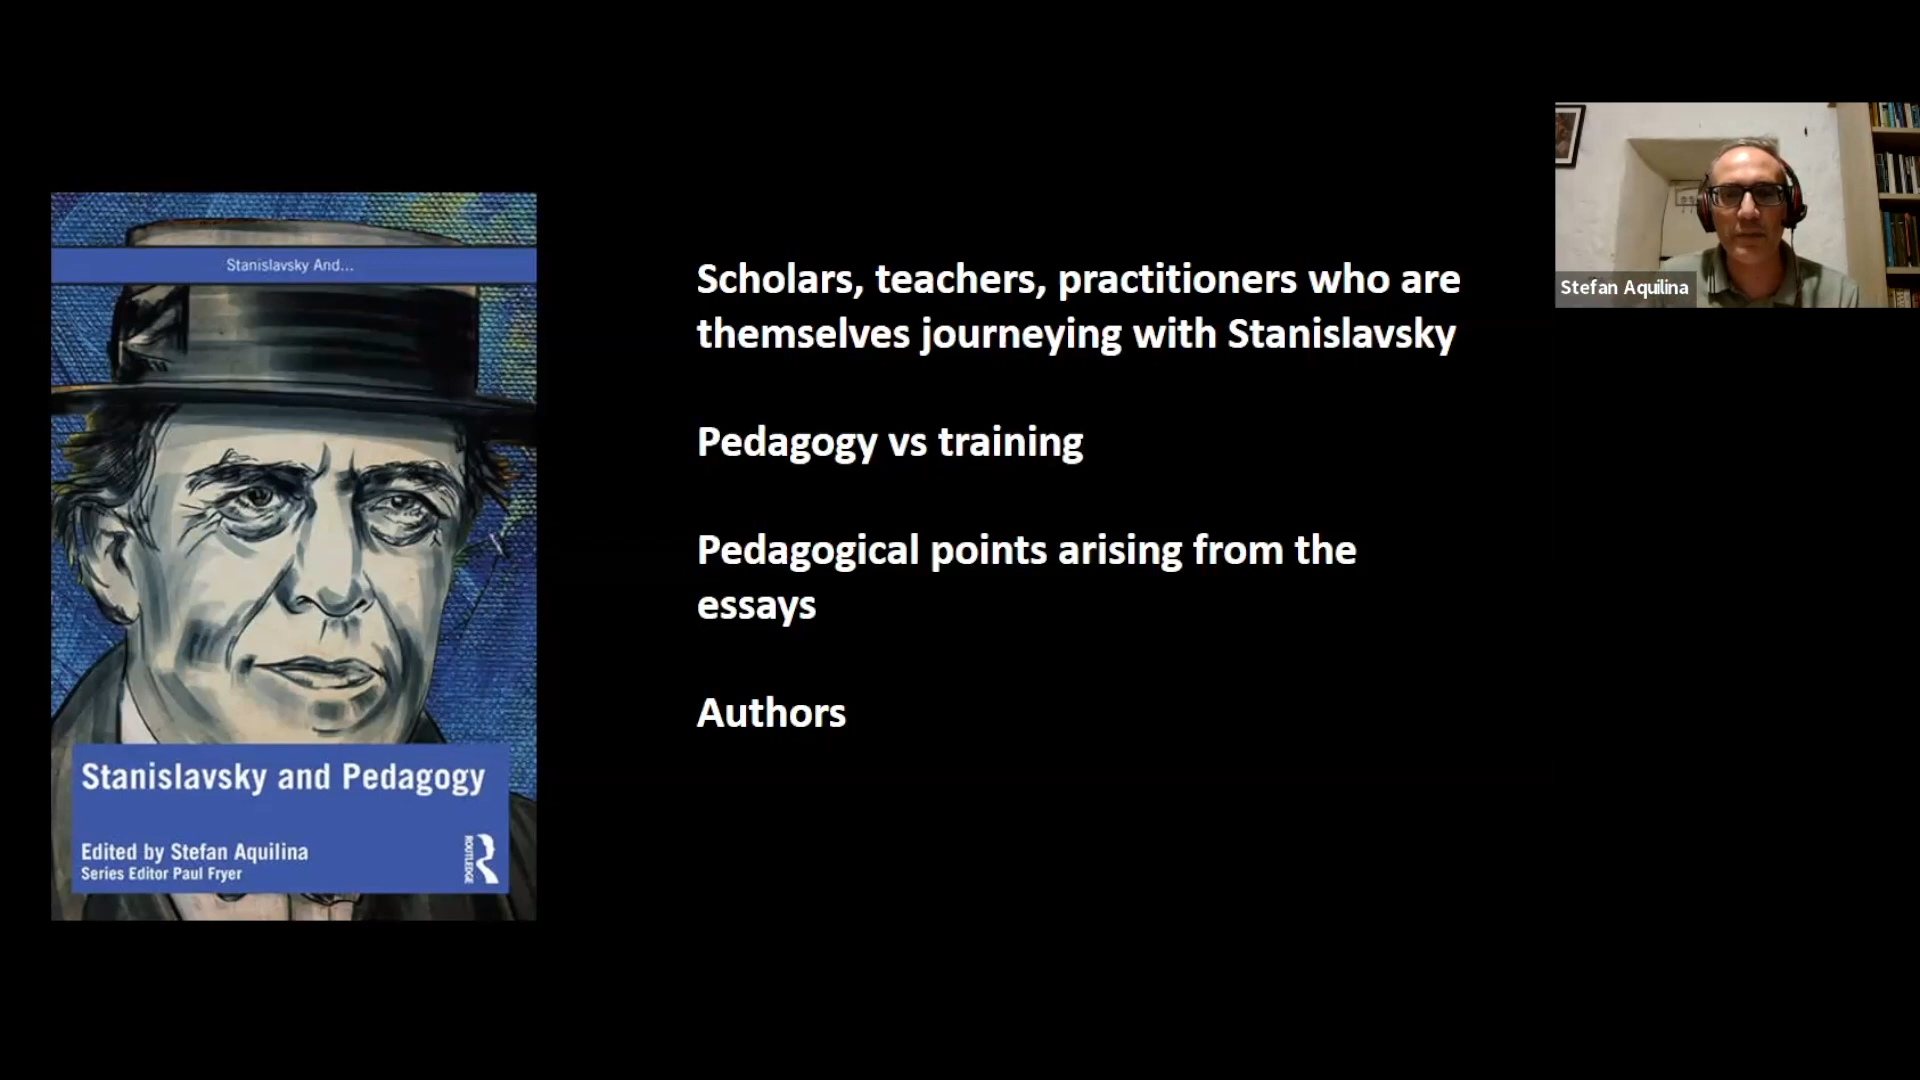 Stanislavsky And...
Stanislavsky and Pedagogy
Edited by Stefan Aquilina
Series Editor Paul Fryer
ROUTLEDGE
Scholars, teachers, practitioners who are
themselves journeying with Stanislavsky
Pedagogy vs training
Pedagogical points arising from the
essays
Authors
Stefan Aquilina